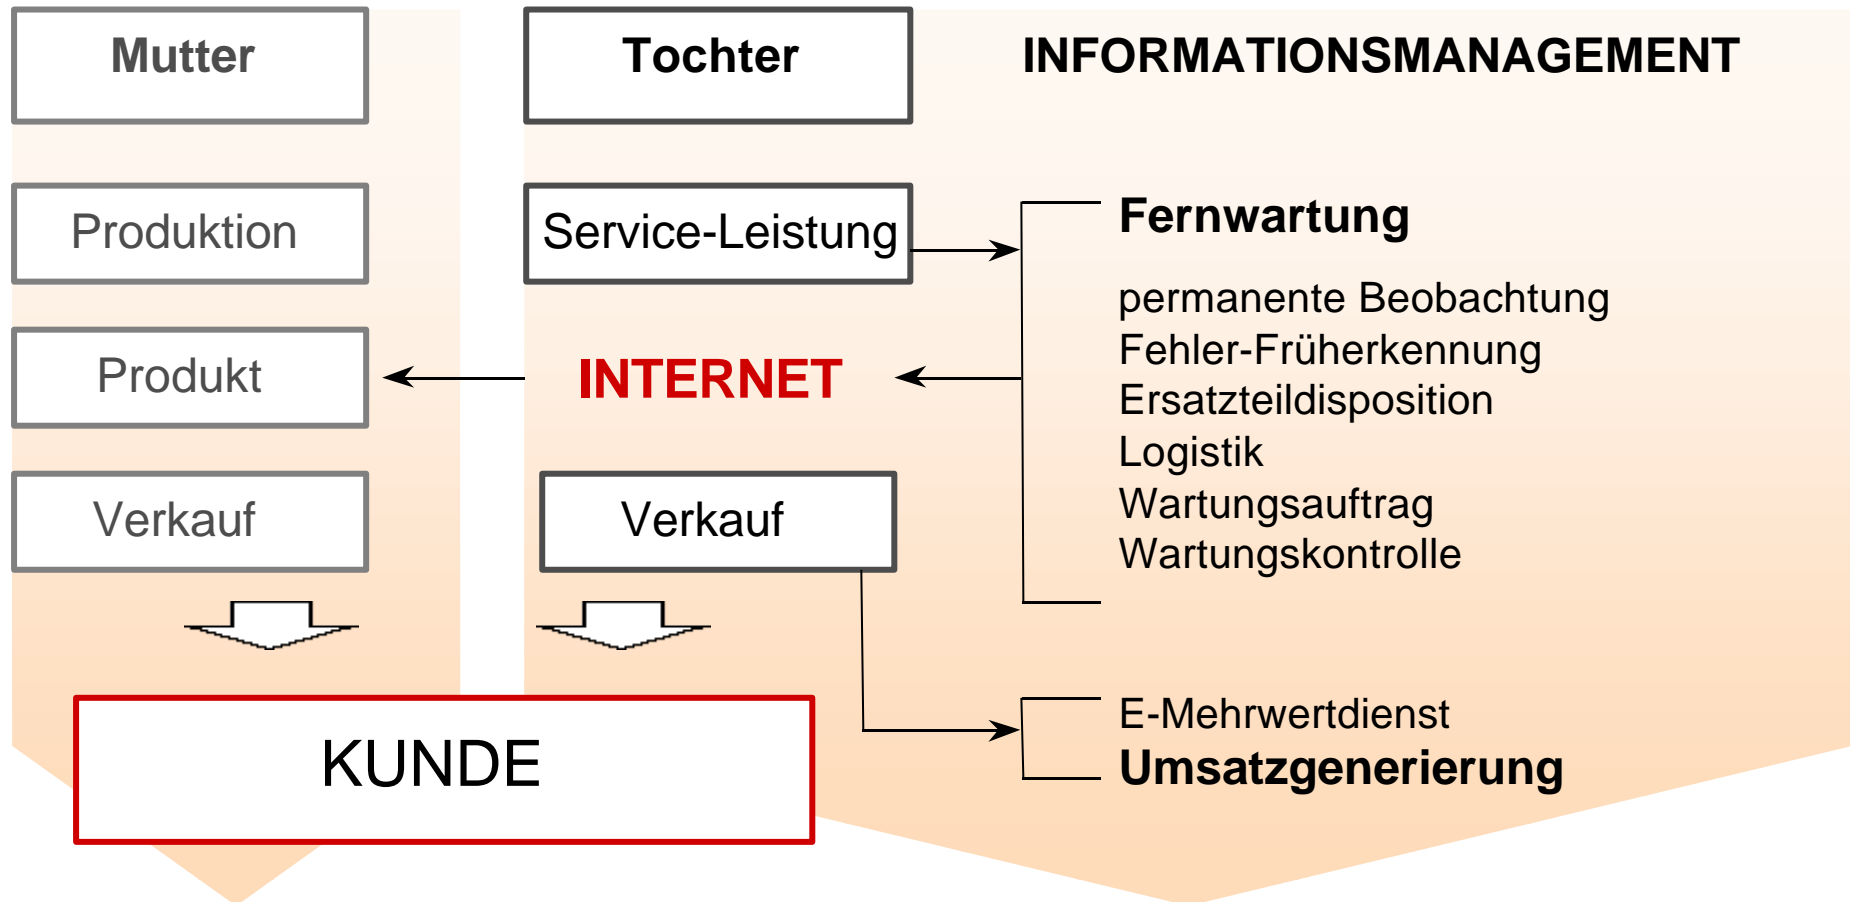 Mutter
Tochter
INFORMATIONSMANAGEMENT
Produktion
Service-Leistung
Fernwartung
permanente Beobachtung
Fehler-Früherkennung
Ersatzteildisposition
Logistik
Wartungsauftrag
Wartungskontrolle
Produkt
INTERNET
Verkauf
Verkauf
E-Mehrwertdienst
Umsatzgenerierung
KUNDE